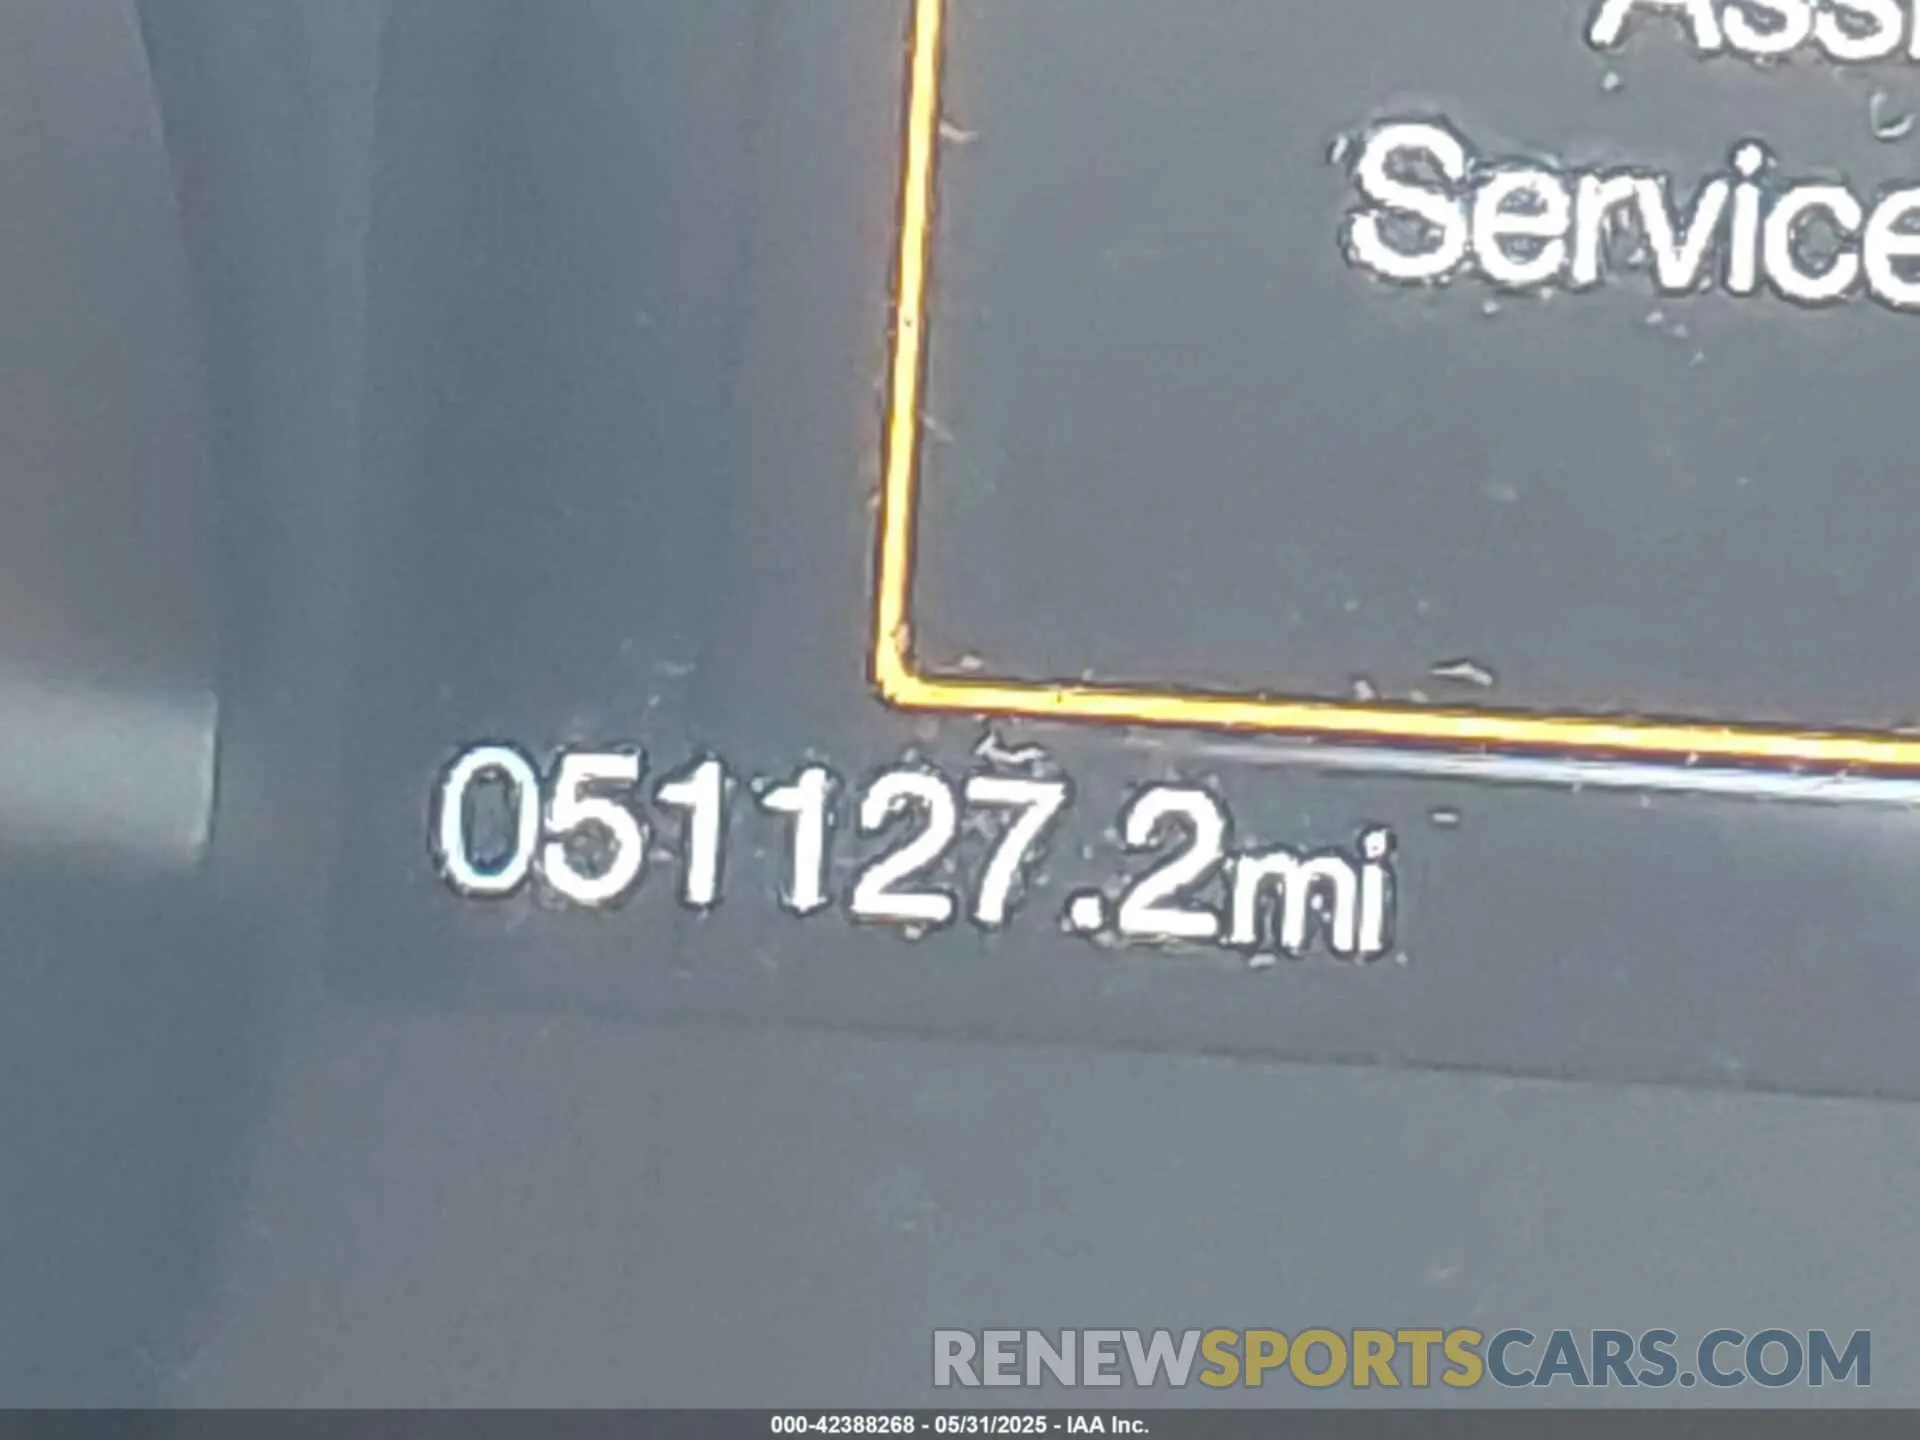 Service
051127.2mi
RENEWSPORTSCARS.COM
000-42388268 - 05/31/2025 - IAA Inc.